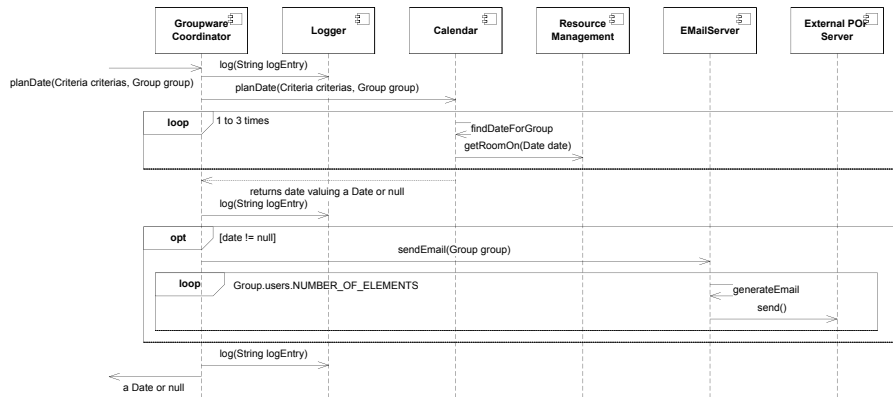 Groupware
Coordinator
Logger
Calendar
Resource
Management
EMailServer
External POP
Server
log(String logEntry)
planDate(Criteria criterias, Group group)
planDate(Criteria criterias, Group group)
loop
1 to 3 times
findDateForGroup
getRoomOn(Date date)
returns date valuing a Date or null
log(String logEntry)
opt
[date != null]
sendEmail(Group group)
loop
Group.users.NUMBER_OF_ELEMENTS
generateEmail
send()
log(String logEntry)
a Date or null